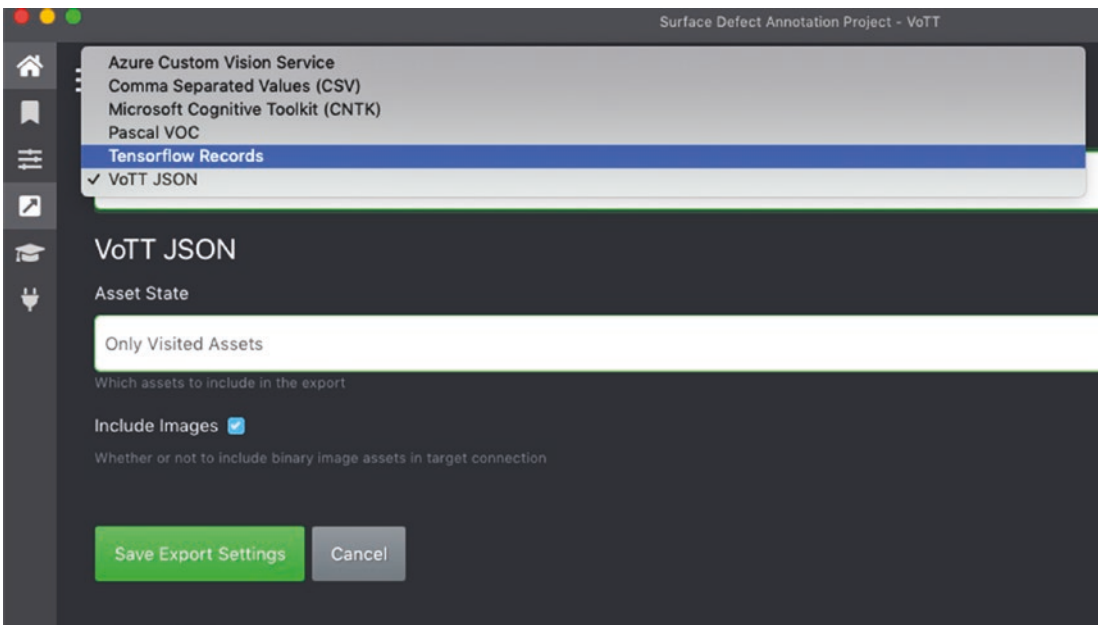 Surface Defect Annotation Project - VoTT
Azure Custom Vision Service
Comma Separated Values (CSV)
Microsoft Cognitive Toolkit (CNTK)
Pascal VOC
Tensorflow Records
✓ VoTT JSON
VoTT JSON
Asset State
Only Visited Assets
Which assets to include in the export
Include Images
Whether or not to include binary image assets in target connection
Save Export Settings
Cancel